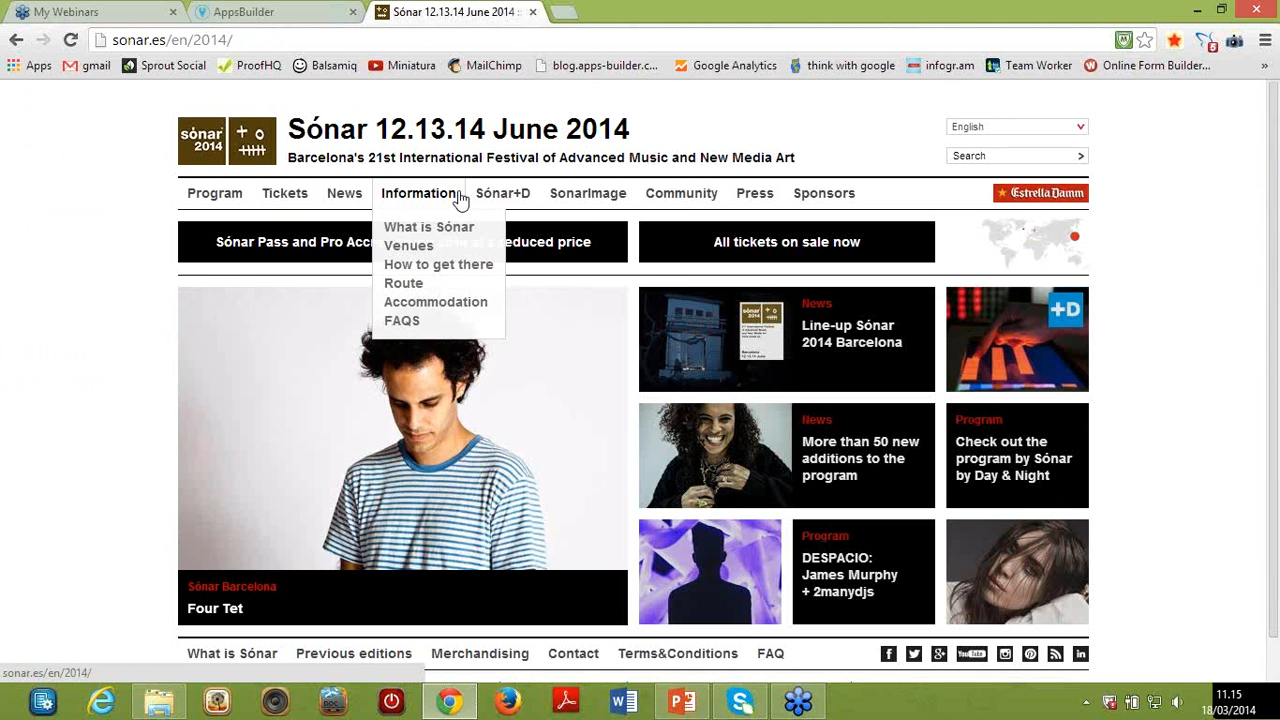 My Webinars
AppsBuilder
Sónar 12.13.14 June 2014 ::
sonar.es/en/2014/
5
Apps
gmail
Sprout Social
ProofHQ
Balsamiq
Miniatura
MailChimp
blog.apps-builder.c...
Google Analytics
think with google
infogr.am
Team Worker
Online Form Builder...
sónar
2014
Sónar 12.13.14 June 2014
Barcelona's 21st International Festival of Advanced Music and New Media Art
English
Search
Program
Tickets
News
Information
Sónar+D
SonarImage
Community
Press
Sponsors
Estrella Damm
What is Sónar
Venues
How to get there
Route
Accommodation
FAQS
Sónar Pass and Pro Acc
reduced price
All tickets on sale now
News
Line-up Sónar
2014 Barcelona
+D
News
More than 50 new
additions to the
program
Program
Check out the
program by Sónar
by Day & Night
Program
DESPACIO:
James Murphy
+ 2manydjs
Sónar Barcelona
Four Tet
What is Sónar
Previous editions
Merchandising
Contact
Terms&Conditions
FAQ
You Tube
sonar.es/en/2014/
DOC
11.15
18/03/2014